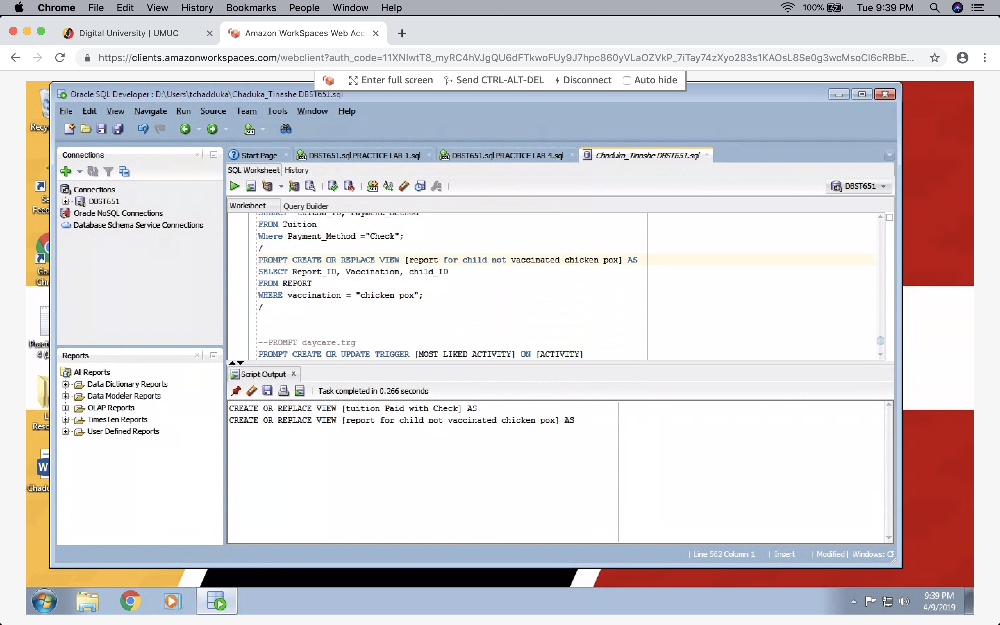 Chrome File Edit View History Bookmarks People Window Help 100% Tue 9:39 PM
Digital University | UMUC
Amazon WorkSpaces Web Acc
https://clients.amazonworkspaces.com/webclient?auth_code=11XNlwtT8_myRC4hVJgQU6dFTkwoFUy9J7hpc860yVLaOZVkP_7iTay74zXyo283s1KAOsL8Se0g3wcMsoCl6cRBbE...
Enter full screen Send CTRL-ALT-DEL Disconnect Auto hide
Oracle SQL Developer : D:\Users\tchadduka\Chaduka_Tinashe DBST651.sql
File Edit View Navigate Run Source Team Tools Window Help
Recy
Se
Feed
Go
Chr
Practi
4 (1
L
Reso
W
Chadu
Connections
Connections
DBST651
Oracle NoSQL Connections
Database Schema Service Connections
Reports
All Reports
Data Dictionary Reports
Data Modeler Reports
OLAP Reports
TimesTen Reports
User Defined Reports
Start Page DBST651.sql PRACTICE LAB 1.sql DBST651.sql PRACTICE LAB 4.sql Chaduka_Tinashe DBST651.sql
SQL Worksheet History
DBST651
Worksheet Query Builder
SELECT tuiton_ID, Payment_Method
FROM Tuition
Where Payment_Method ="Check";
/
PROMPT CREATE OR REPLACE VIEW [report for child not vaccinated chicken pox] AS
SELECT Report_ID, Vaccination, child_ID
FROM REPORT
WHERE vaccination = "chicken pox";
/
--PROMPT daycare.trg
PROMPT CREATE OR UPDATE TRIGGER [MOST LIKED ACTIVITY] ON [ACTIVITY]
Script Output
Task completed in 0.266 seconds
CREATE OR REPLACE VIEW [tuition Paid with Check] AS
CREATE OR REPLACE VIEW [report for child not vaccinated chicken pox] AS
Line 562 Column 1 | Insert | Modified | Windows: CF
9:39 PM
4/9/2019